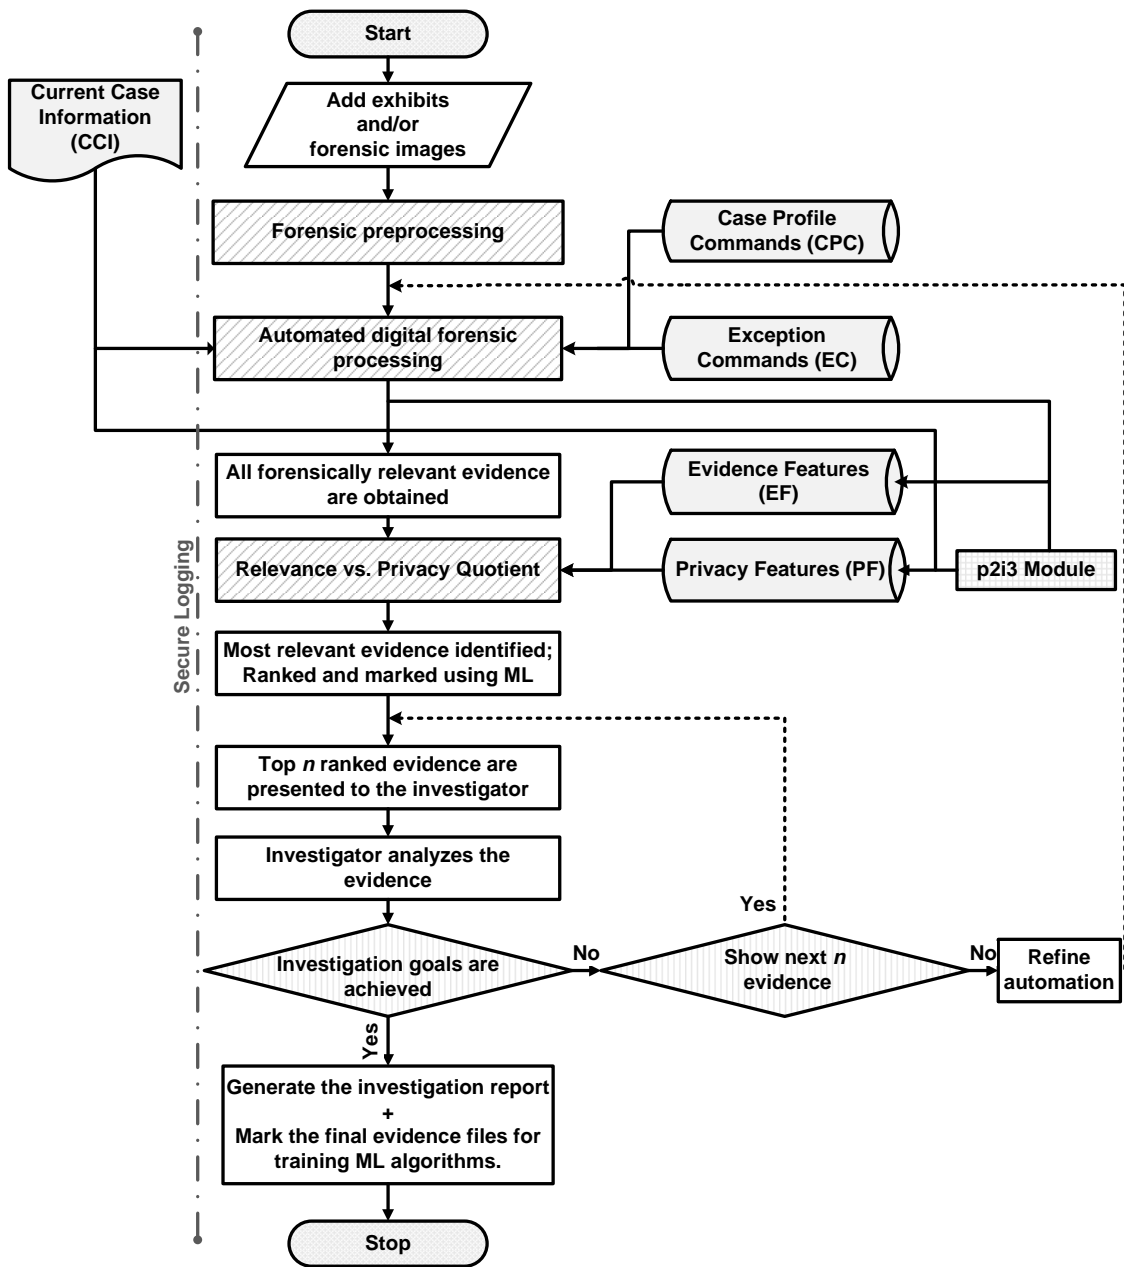 Start
Current Case
Information
(CCI)
Add exhibits
and/or
forensic images
Forensic preprocessing
Case Profile
Commands (CPC)
Automated digital forensic
processing
Exception
Commands (EC)
All forensically relevant evidence
are obtained
Evidence Features
(EF)
Relevance vs. Privacy Quotient
Privacy Features (PF)
p2i3 Module
Secure Logging
Most relevant evidence identified;
Ranked and marked using ML
Top n ranked evidence are
presented to the investigator
Investigator analyzes the
evidence
Yes
Investigation goals are
achieved
No
Show next n
evidence
No
Refine
automation
Yes
Generate the investigation report
+
Mark the final evidence files for
training ML algorithms.
Stop